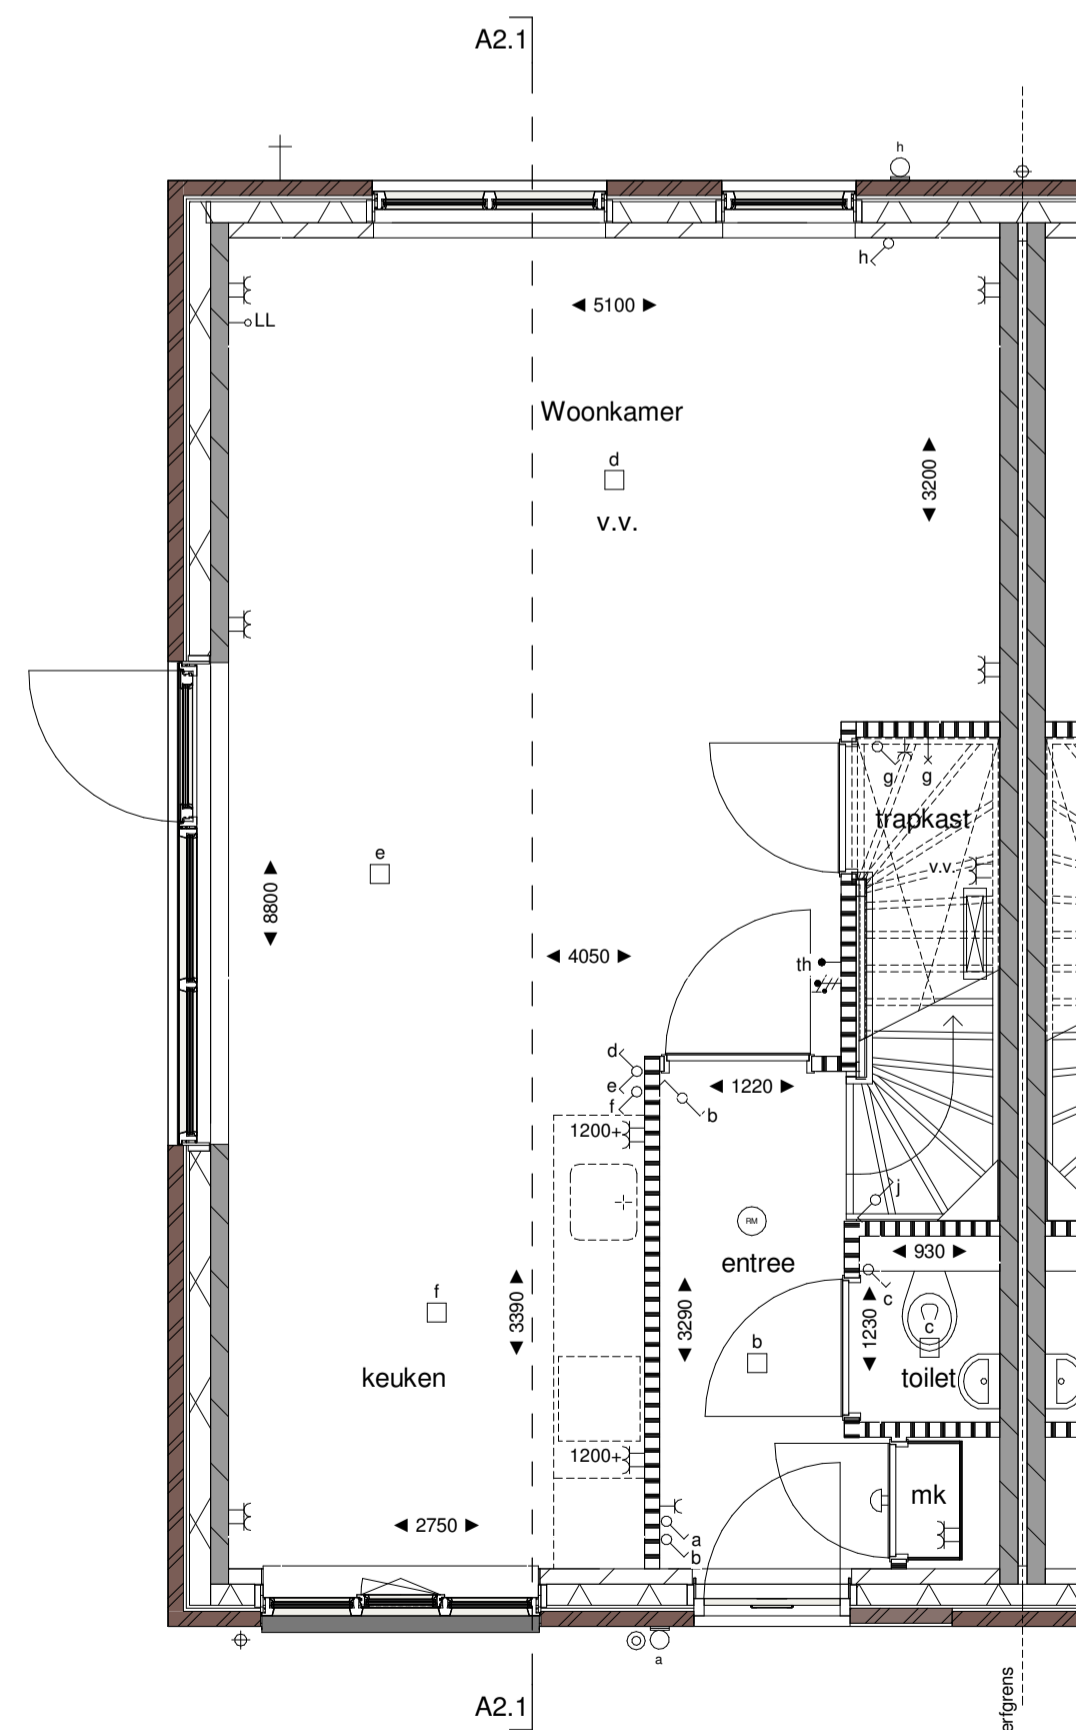 A2.1
h
h
LL
5100
Woonkamer
d
v.v.
3200
g g
trapkast
v.v.
e
8800
4050
th
d
e
f
1220
b
1200+
j
RM
entree
930
c
3390
3290
1230
f
b
c
keuken
toilet
1200+
mk
2750
a
b
a
A2.1
erfgrens